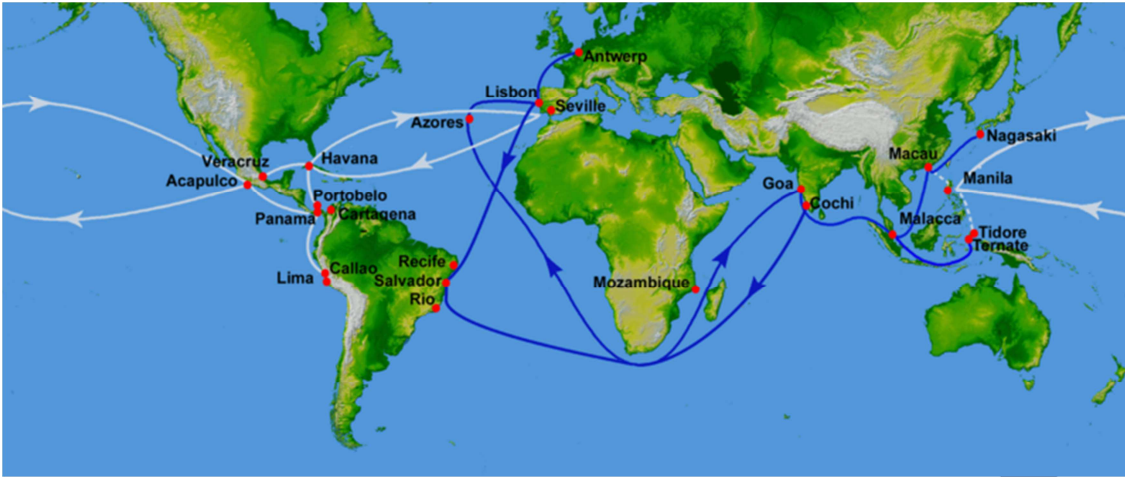 Antwerp
Lisbon
Seville
Azores
Nagasaki
Macau
Veracruz
Havana
Acapulco
Goa
Manila
Portobelo
Cochi
Panama
Cartagena
Malacca
Tidore
Ternate
Recife
Callao
Lima
Salvador
Mozambique
Rio